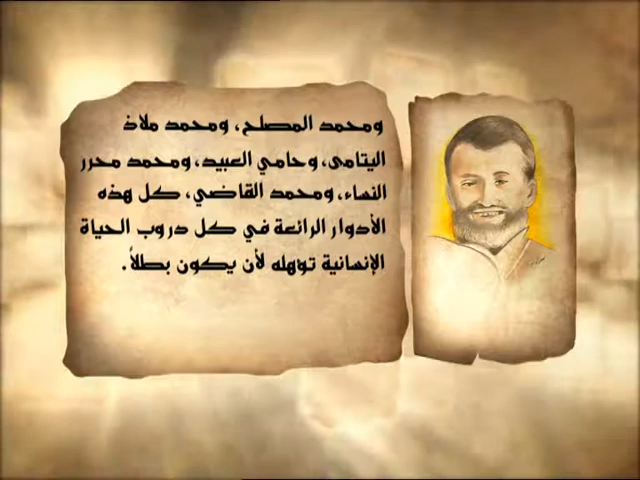 ومحمد المصلح، ومحمد ملاذ
اليتامى، وحامي العبيد، ومحمد محرر
النساء، ومحمد القاضي، كل هذه
الأدوار الرائعة في كل دروب الحياة
الإنسانية تؤهله لأن يكون بطلاً.